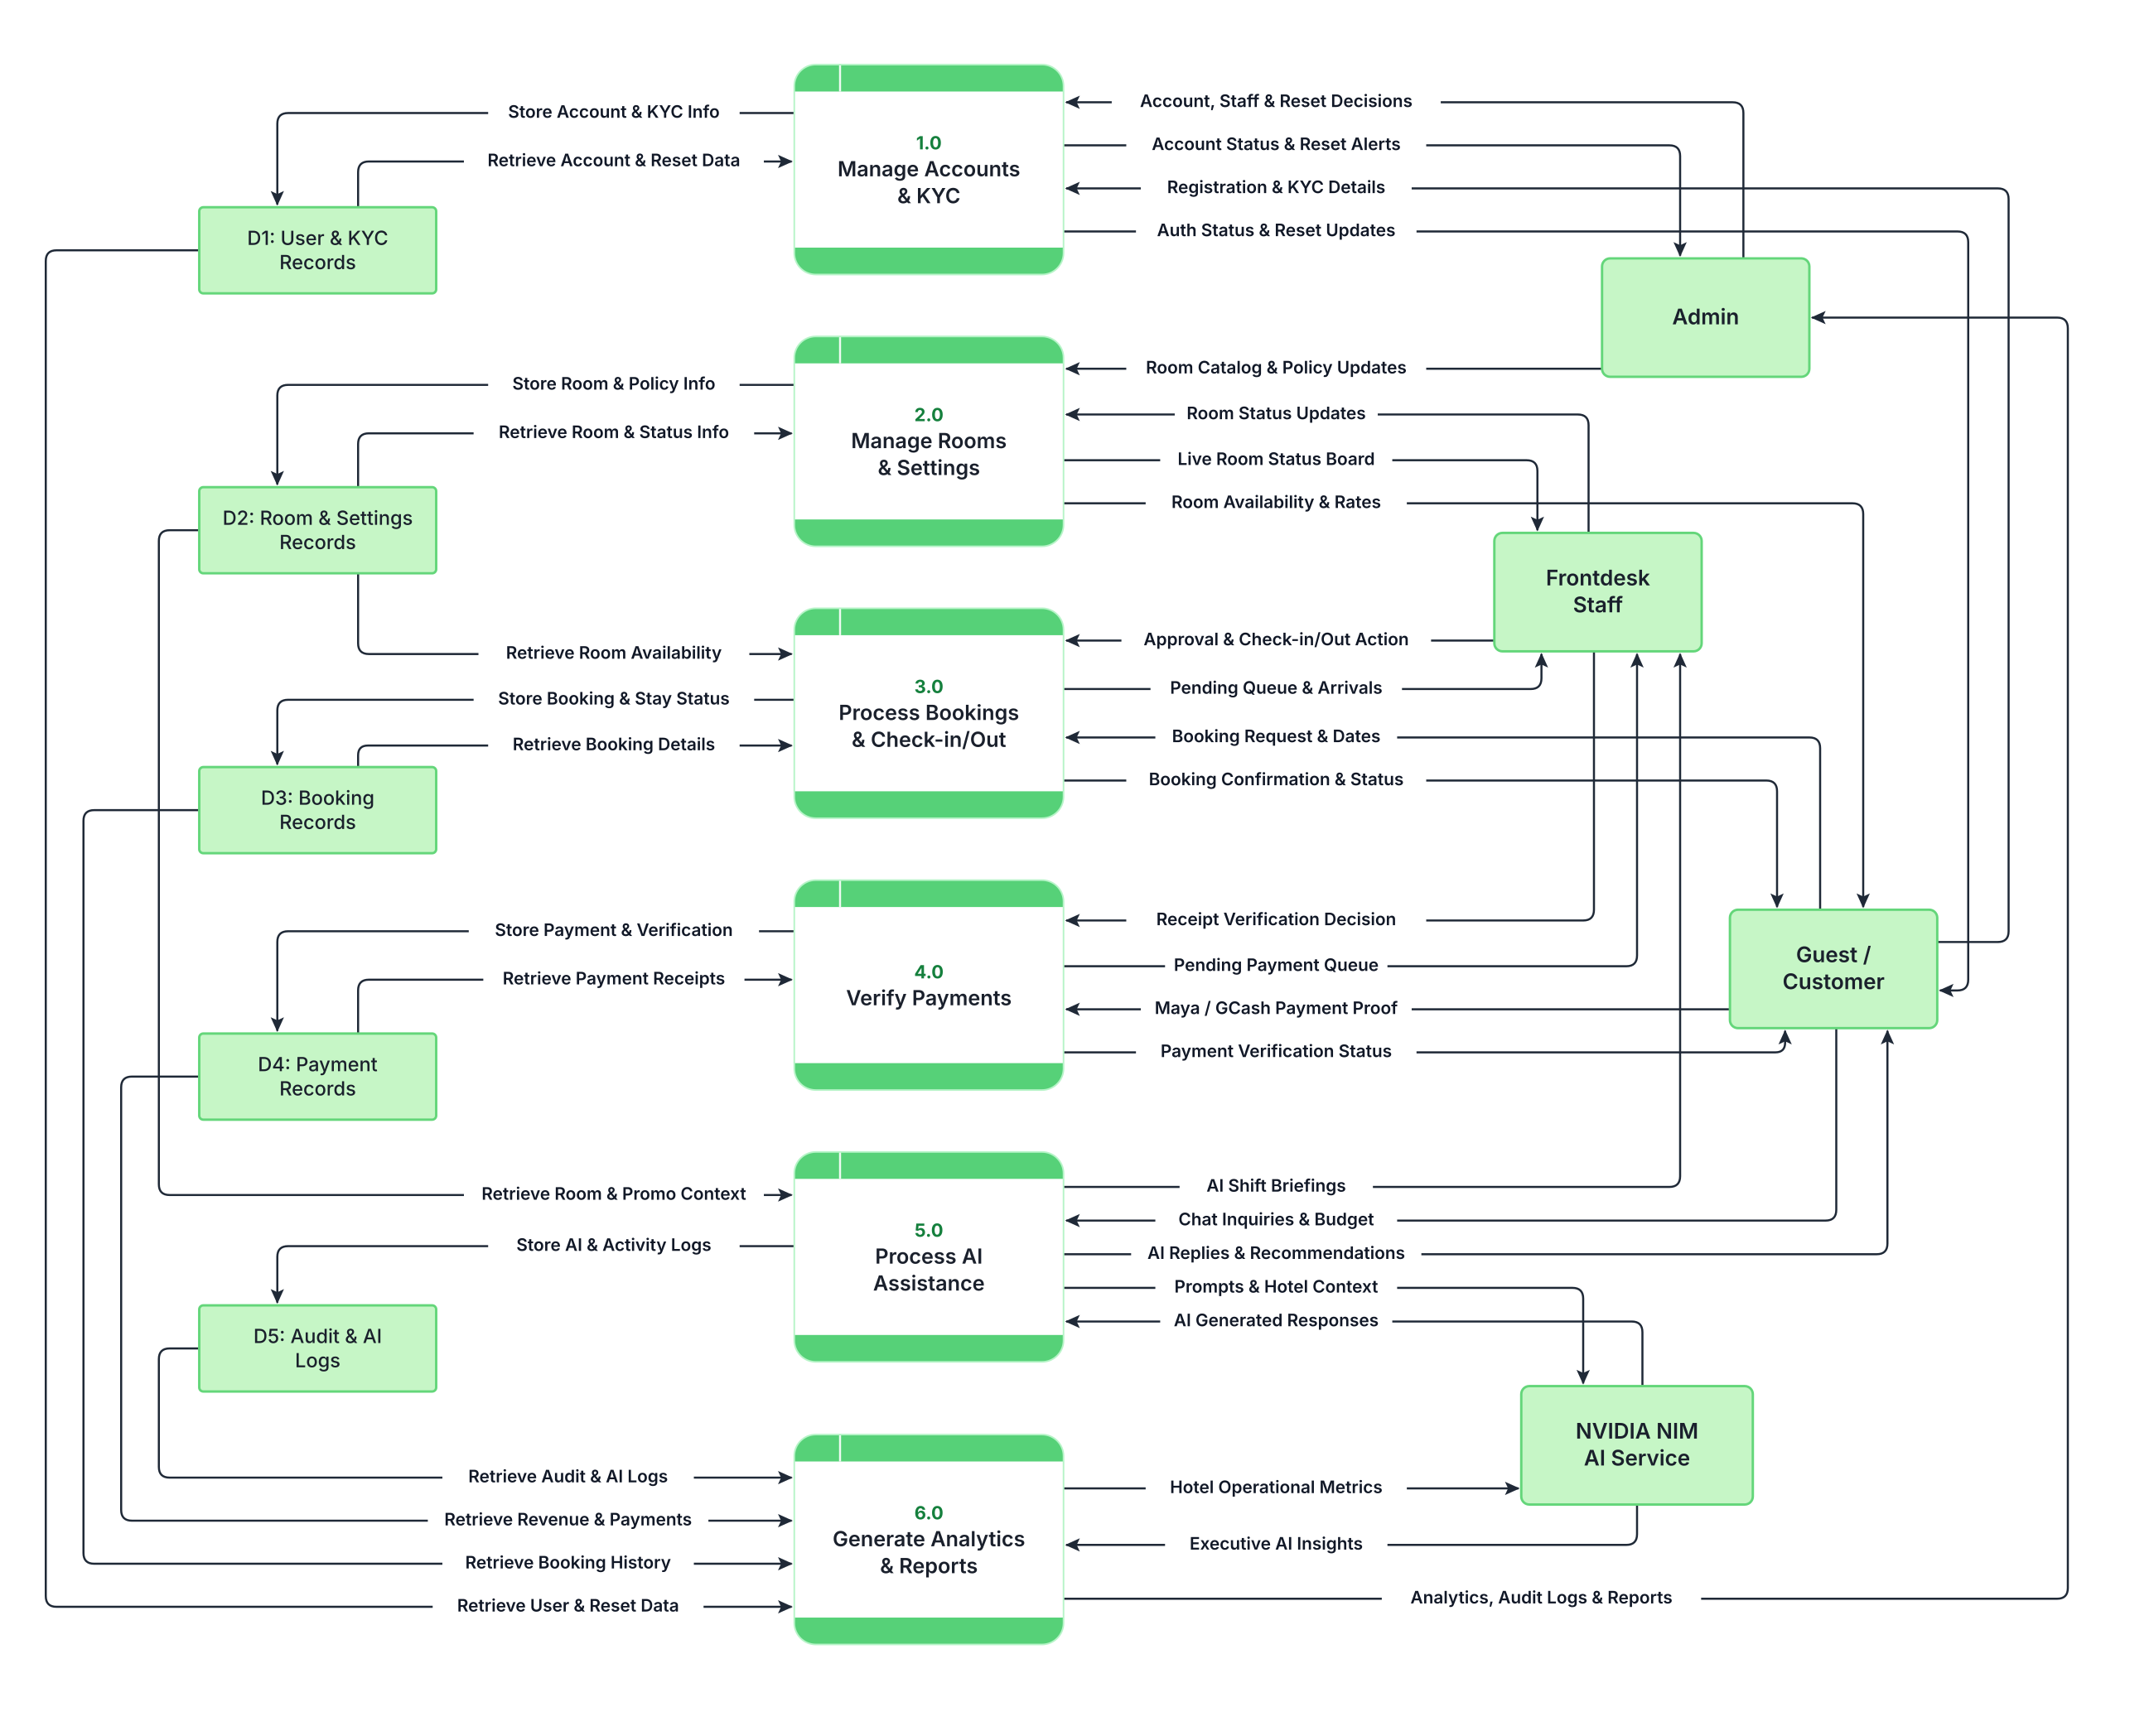 Store Account & KYC Info
Retrieve Account & Reset Data
D1: User & KYC
Records
1.0
Manage Accounts
& KYC
Account, Staff & Reset Decisions
Account Status & Reset Alerts
Registration & KYC Details
Auth Status & Reset Updates
Admin
Store Room & Policy Info
Retrieve Room & Status Info
D2: Room & Settings
Records
2.0
Manage Rooms
& Settings
Room Catalog & Policy Updates
Room Status Updates
Live Room Status Board
Room Availability & Rates
Frontdesk
Staff
Retrieve Room Availability
Store Booking & Stay Status
Retrieve Booking Details
D3: Booking
Records
3.0
Process Bookings
& Check-in/Out
Approval & Check-in/Out Action
Pending Queue & Arrivals
Booking Request & Dates
Booking Confirmation & Status
Guest /
Customer
Store Payment & Verification
Retrieve Payment Receipts
D4: Payment
Records
4.0
Verify Payments
Receipt Verification Decision
Pending Payment Queue
Maya / GCash Payment Proof
Payment Verification Status
Retrieve Room & Promo Context
Store AI & Activity Logs
D5: Audit & AI
Logs
5.0
Process AI
Assistance
AI Shift Briefings
Chat Inquiries & Budget
AI Replies & Recommendations
Prompts & Hotel Context
AI Generated Responses
NVIDIA NIM
AI Service
Retrieve Audit & AI Logs
Retrieve Revenue & Payments
Retrieve Booking History
Retrieve User & Reset Data
6.0
Generate Analytics
& Reports
Hotel Operational Metrics
Executive AI Insights
Analytics, Audit Logs & Reports